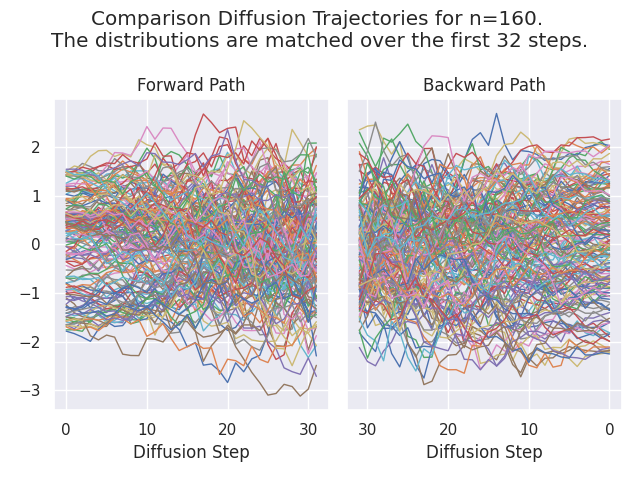 Comparison Diffusion Trajectories for n=160.
The distributions are matched over the first 32 steps.
Forward Path
Backward Path
2
1
0
−1
−2
−3
0 10 20 30
30 20 10 0
Diffusion Step
Diffusion Step